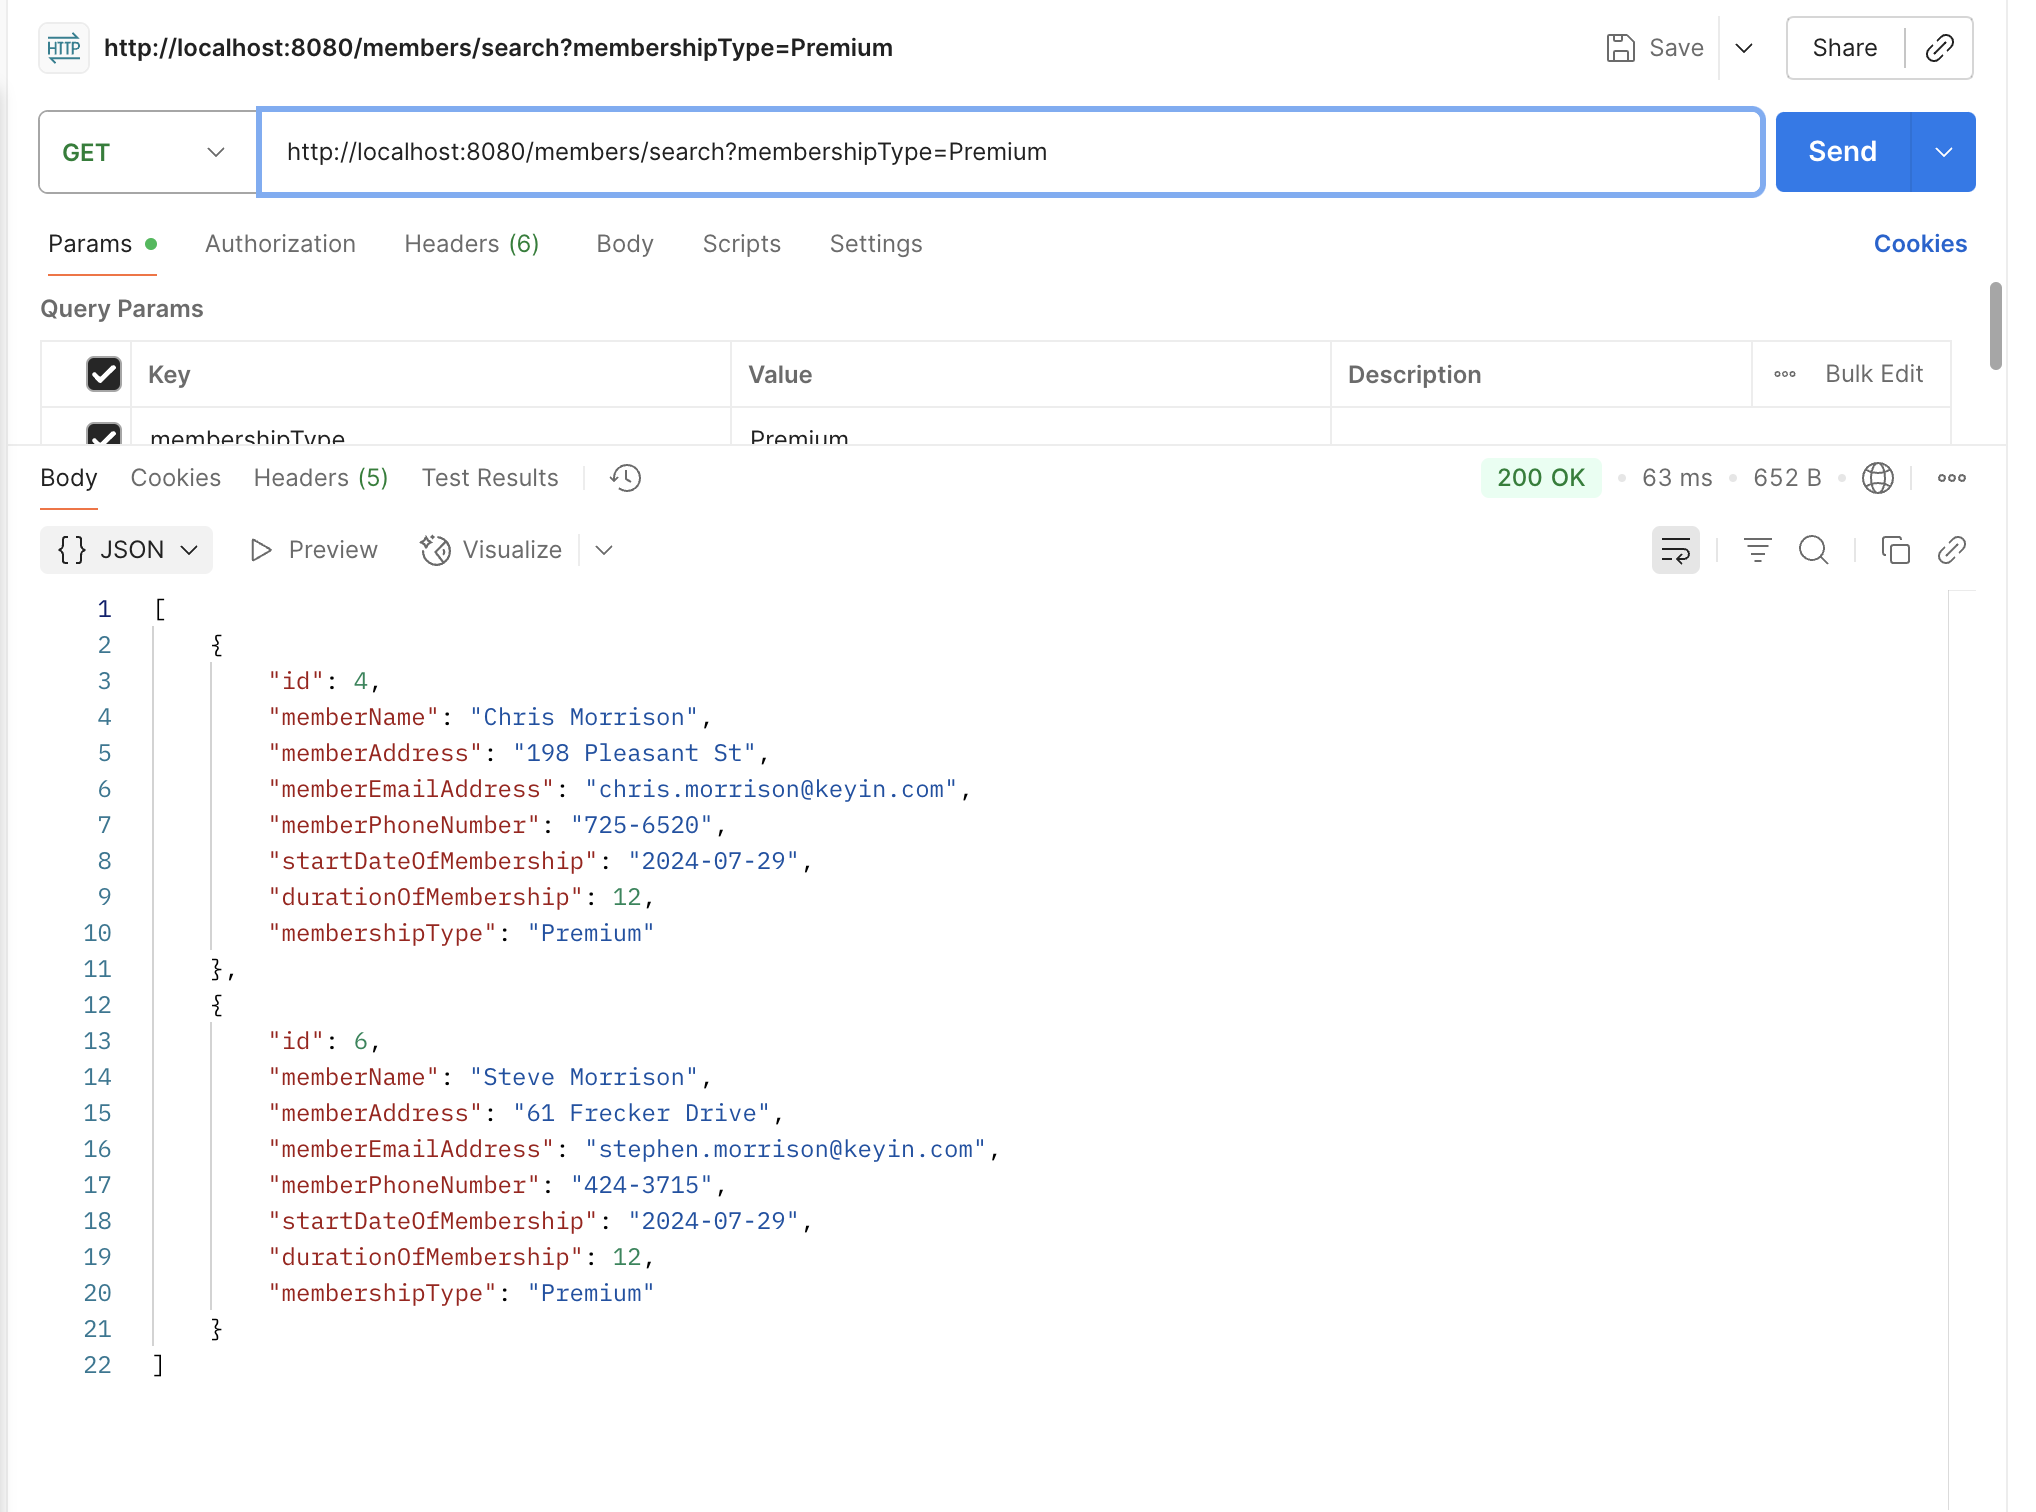 HTTP http://localhost:8080/members/search?membershipType=Premium Save Share
GET http://localhost:8080/members/search?membershipType=Premium Send
Params Authorization Headers (6) Body Scripts Settings Cookies
Query Params
Key Value Description Bulk Edit
membershipType Premium
Body Cookies Headers (5) Test Results 200 OK • 63 ms • 652 B •
{ } JSON Preview Visualize
1 [
2 {
3 "id": 4,
4 "memberName": "Chris Morrison",
5 "memberAddress": "198 Pleasant St",
6 "memberEmailAddress": "chris.morrison@keyin.com",
7 "memberPhoneNumber": "725-6520",
8 "startDateOfMembership": "2024-07-29",
9 "durationOfMembership": 12,
10 "membershipType": "Premium"
11 },
12 {
13 "id": 6,
14 "memberName": "Steve Morrison",
15 "memberAddress": "61 Frecker Drive",
16 "memberEmailAddress": "stephen.morrison@keyin.com",
17 "memberPhoneNumber": "424-3715",
18 "startDateOfMembership": "2024-07-29",
19 "durationOfMembership": 12,
20 "membershipType": "Premium"
21 }
22 ]